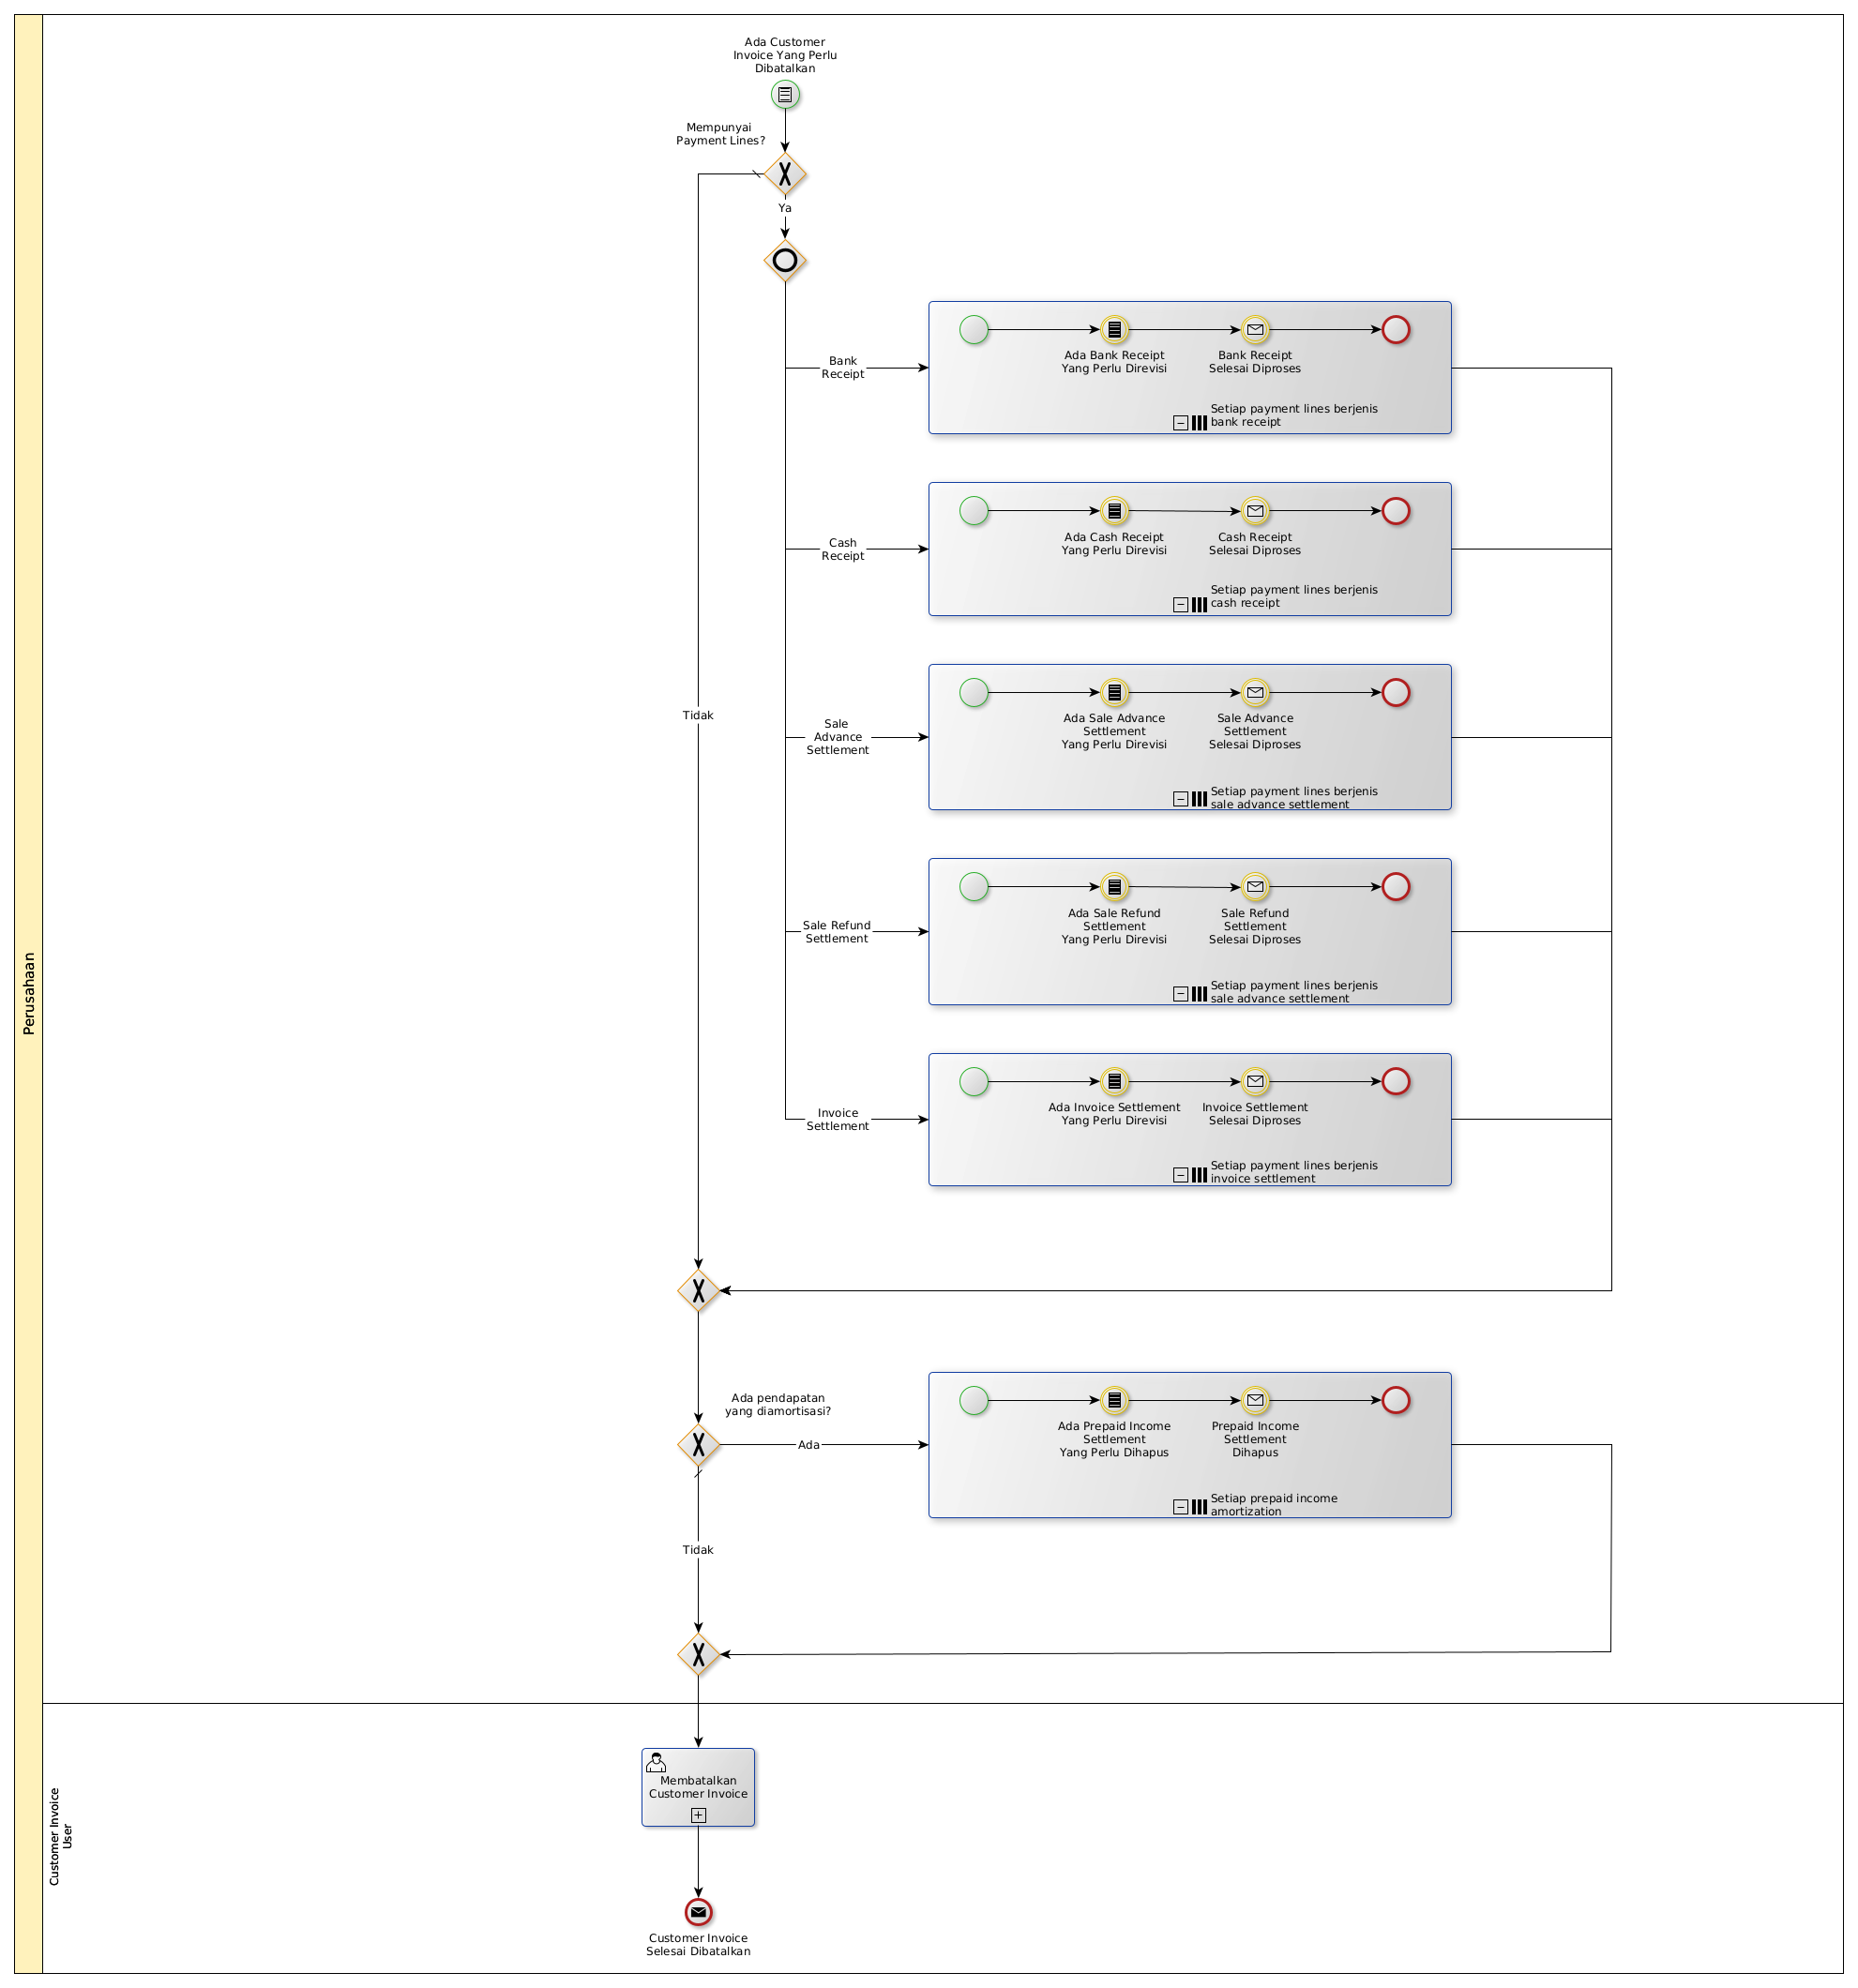 Ada Customer
Invoice Yang Perlu
Dibatalkan
Mempunyai
Payment Lines?
Ya
Bank
Receipt
Ada Bank Receipt
Yang Perlu Direvisi
Bank Receipt
Selesai Diproses
Setiap payment lines berjenis
bank receipt
Cash
Receipt
Ada Cash Receipt
Yang Perlu Direvisi
Cash Receipt
Selesai Diproses
Setiap payment lines berjenis
cash receipt
Tidak
Sale
Advance
Settlement
Ada Sale Advance
Settlement
Yang Perlu Direvisi
Sale Advance
Settlement
Selesai Diproses
Setiap payment lines berjenis
sale advance settlement
Sale Refund
Settlement
Ada Sale Refund
Settlement
Yang Perlu Direvisi
Sale Refund
Settlement
Selesai Diproses
Setiap payment lines berjenis
sale advance settlement
Perusahaan
Invoice
Settlement
Ada Invoice Settlement
Yang Perlu Direvisi
Invoice Settlement
Selesai Diproses
Setiap payment lines berjenis
invoice settlement
Ada pendapatan
yang diamortisasi?
Ada
Ada Prepaid Income
Settlement
Yang Perlu Dihapus
Prepaid Income
Settlement
Dihapus
Setiap prepaid income
amortization
Tidak
Customer Invoice
User
Membatalkan
Customer Invoice
Customer Invoice
Selesai Dibatalkan